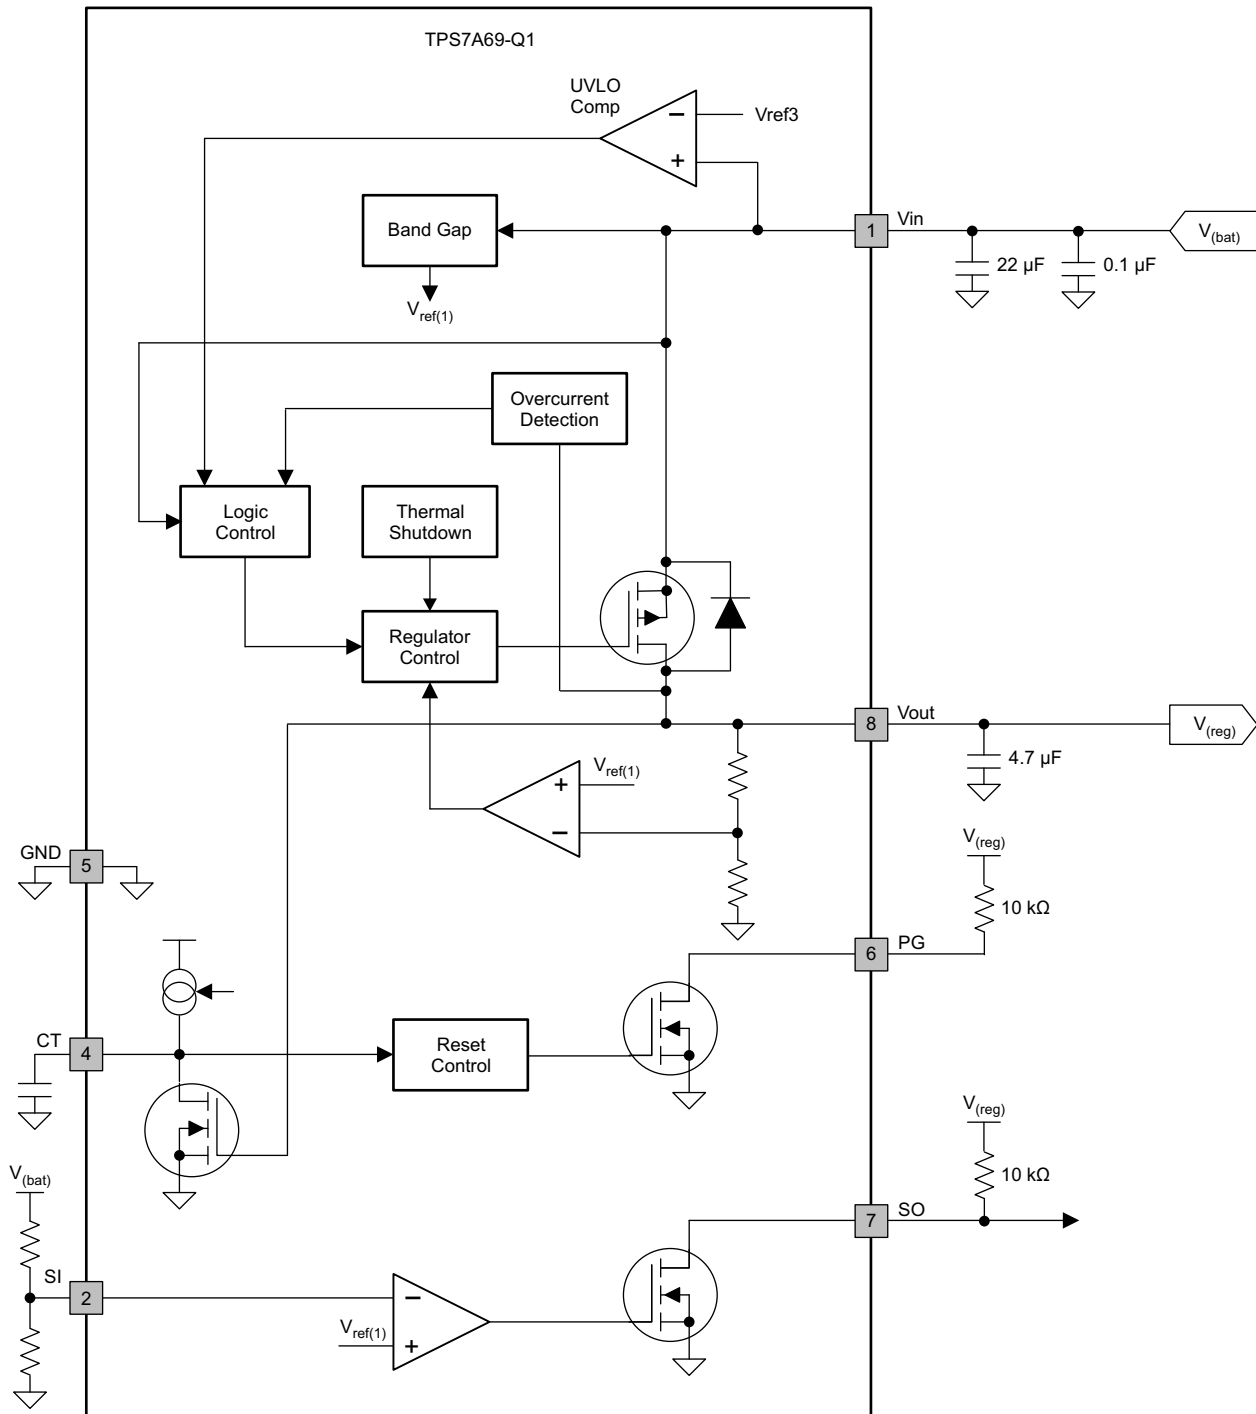 TPS7A69-Q1
UVLO
Comp
−
Vref3
+
Band Gap
1
Vin
V(bat)
22 µF
0.1 µF
Vref(1)
Overcurrent
Detection
Logic
Control
Thermal
Shutdown
Regulator
Control
8
Vout
V(reg)
4.7 µF
Vref(1)
+
−
GND
5
V(reg)
10 kΩ
6
PG
CT
4
Reset
Control
V(reg)
10 kΩ
V(bat)
7
SO
SI
2
−
Vref(1)
+